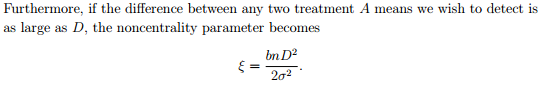 Furthermore, if the difference between any two treatment A means we wish to detect is
as large as D, the noncentrality parameter becomes
ξ = bnD² / 2σ² .